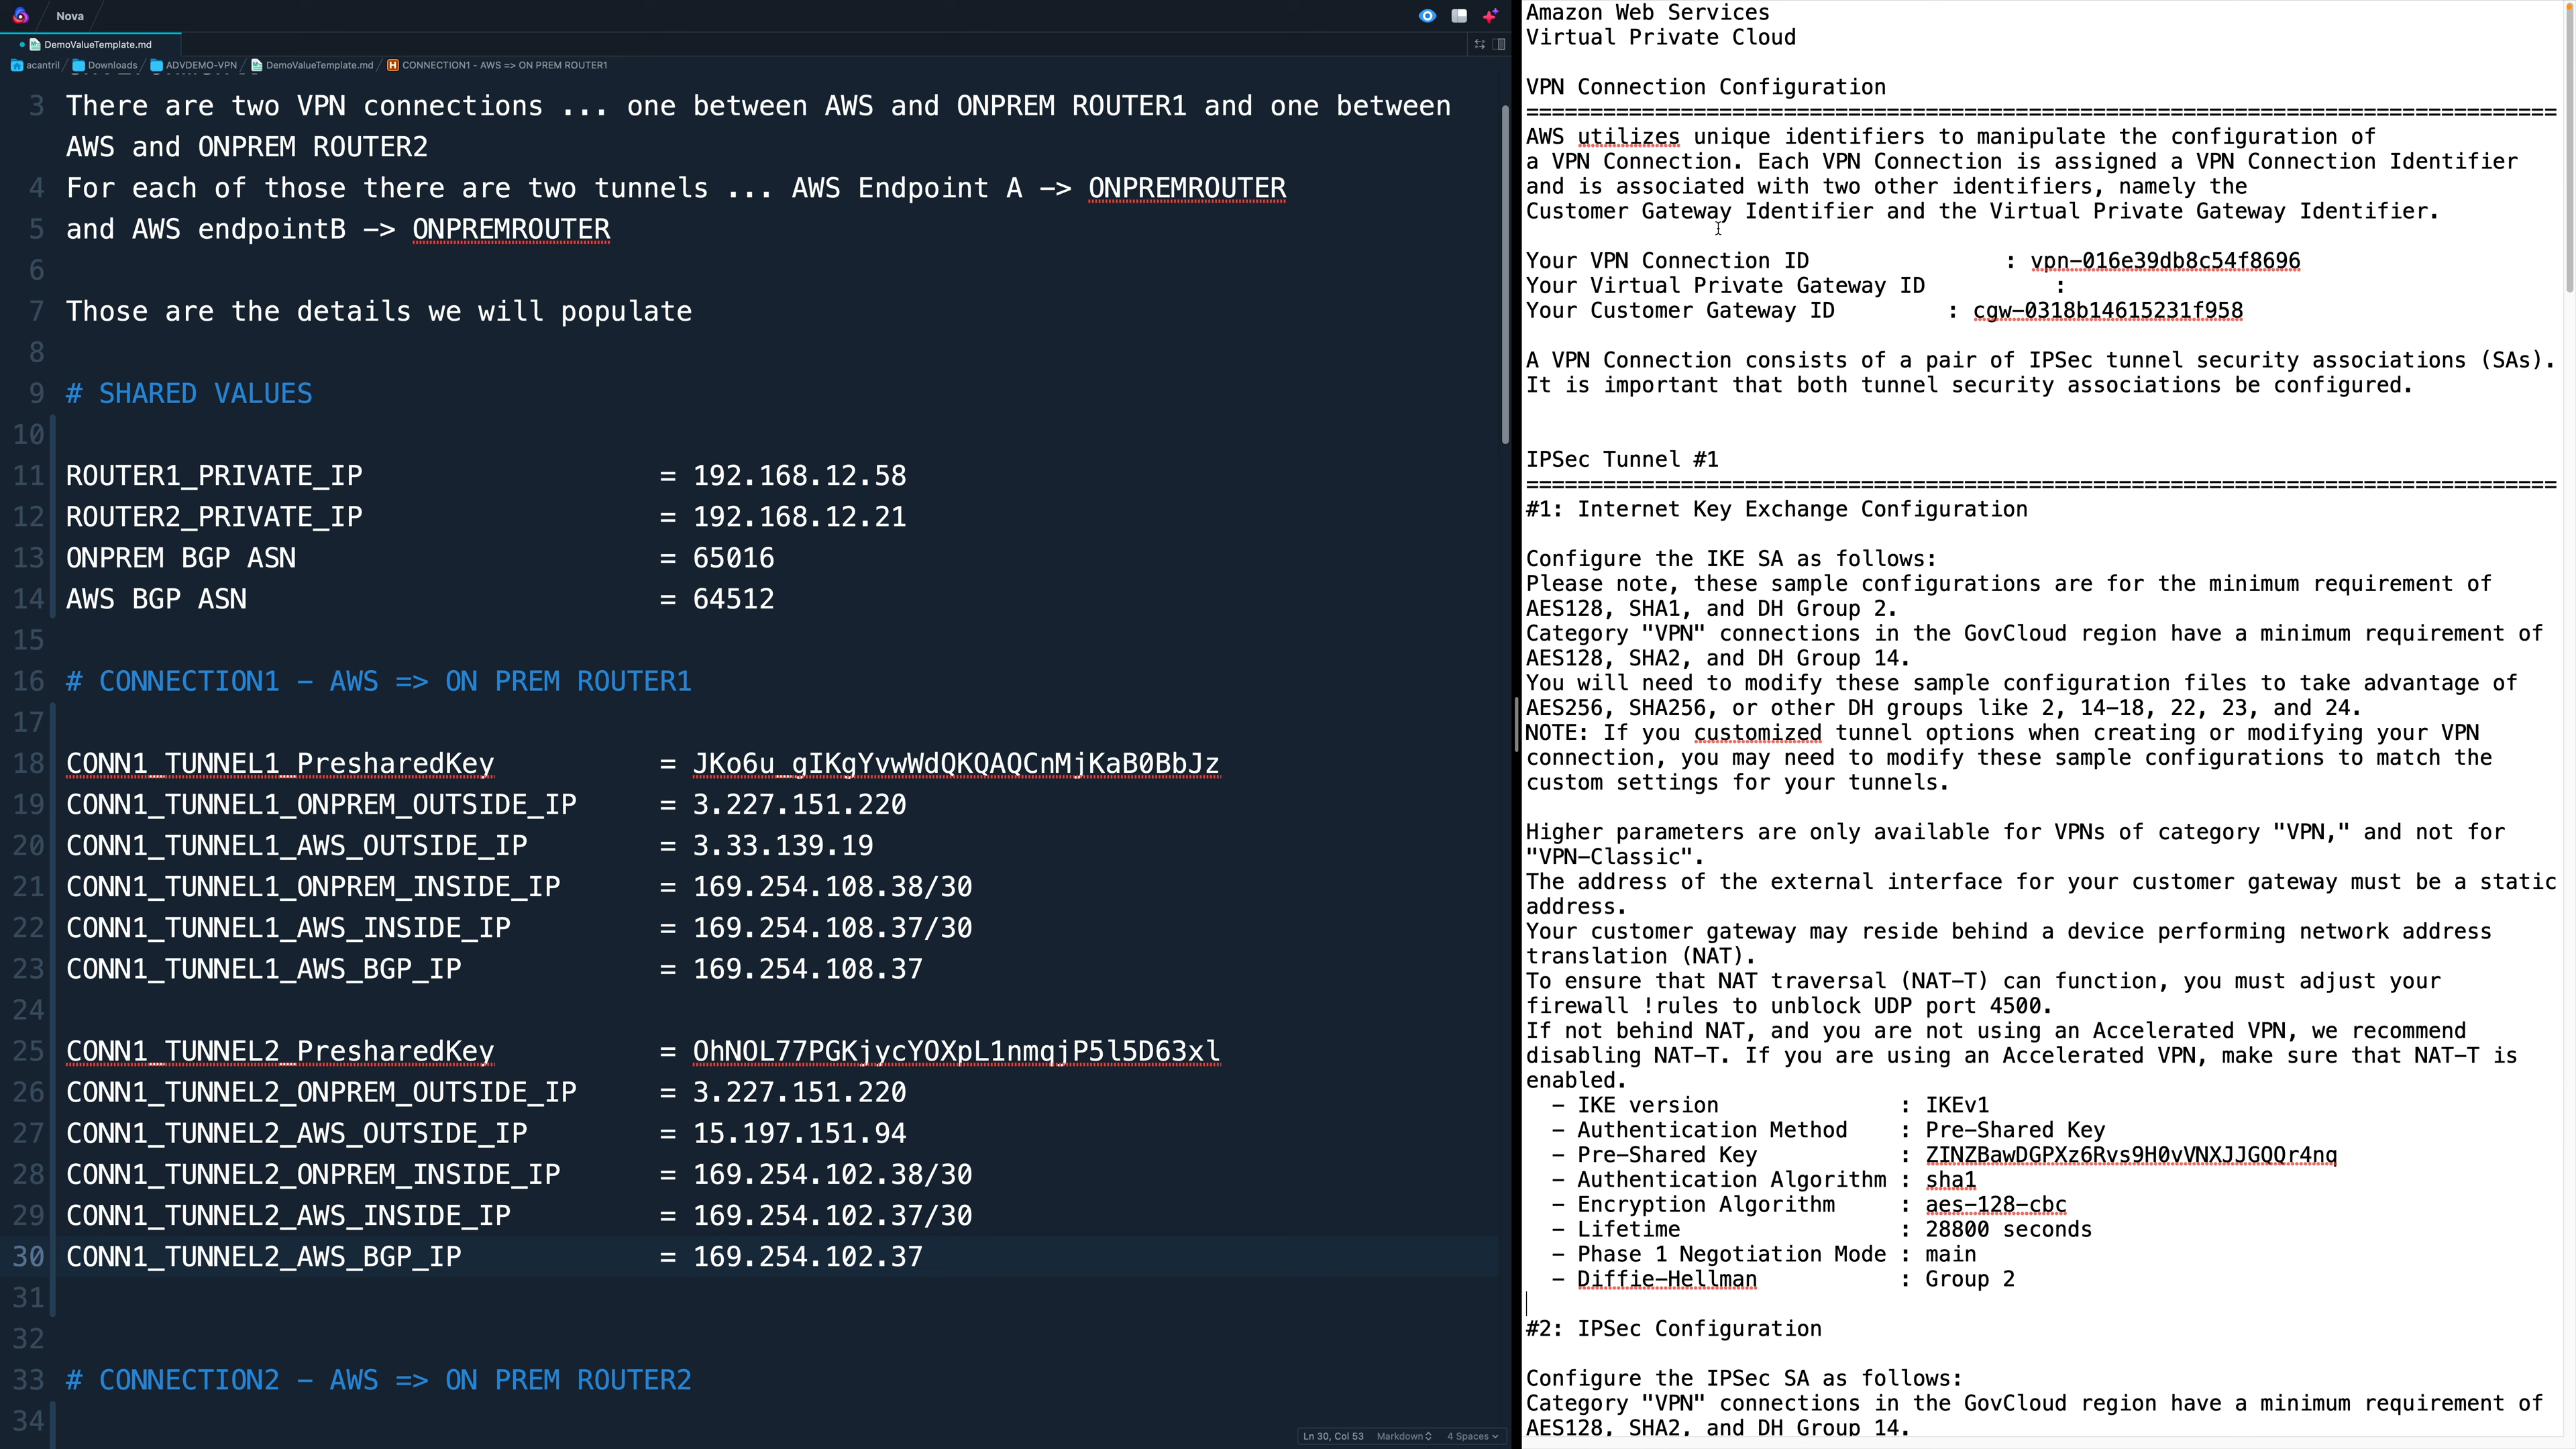 Nova
DemoValueTemplate.md
acantril / Downloads / ADVDEMO-VPN / DemoValueTemplate.md / CONNECTION1 - AWS => ON PREM ROUTER1
3 There are two VPN connections ... one between AWS and ONPREM ROUTER1 and one between
AWS and ONPREM ROUTER2
4 For each of those there are two tunnels ... AWS Endpoint A -> ONPREMROUTER
5 and AWS endpointB -> ONPREMROUTER
6
7 Those are the details we will populate
8
9 # SHARED VALUES
10
11 ROUTER1_PRIVATE_IP = 192.168.12.58
12 ROUTER2_PRIVATE_IP = 192.168.12.21
13 ONPREM BGP ASN = 65016
14 AWS BGP ASN = 64512
15
16 # CONNECTION1 - AWS => ON PREM ROUTER1
17
18 CONN1_TUNNEL1_PresharedKey = JKo6u_gIKgYvwWdQKQAQCnMjKaB0BbJz
19 CONN1_TUNNEL1_ONPREM_OUTSIDE_IP = 3.227.151.220
20 CONN1_TUNNEL1_AWS_OUTSIDE_IP = 3.33.139.19
21 CONN1_TUNNEL1_ONPREM_INSIDE_IP = 169.254.108.38/30
22 CONN1_TUNNEL1_AWS_INSIDE_IP = 169.254.108.37/30
23 CONN1_TUNNEL1_AWS_BGP_IP = 169.254.108.37
24
25 CONN1_TUNNEL2_PresharedKey = OhNOL77PGKjycYOXpL1nmqjP5l5D63xl
26 CONN1_TUNNEL2_ONPREM_OUTSIDE_IP = 3.227.151.220
27 CONN1_TUNNEL2_AWS_OUTSIDE_IP = 15.197.151.94
28 CONN1_TUNNEL2_ONPREM_INSIDE_IP = 169.254.102.38/30
29 CONN1_TUNNEL2_AWS_INSIDE_IP = 169.254.102.37/30
30 CONN1_TUNNEL2_AWS_BGP_IP = 169.254.102.37
31
32
33 # CONNECTION2 - AWS => ON PREM ROUTER2
34
Ln 30, Col 53 Markdown 4 Spaces
Amazon Web Services
Virtual Private Cloud
VPN Connection Configuration
================================================================================
AWS utilizes unique identifiers to manipulate the configuration of
a VPN Connection. Each VPN Connection is assigned a VPN Connection Identifier
and is associated with two other identifiers, namely the
Customer Gateway Identifier and the Virtual Private Gateway Identifier.
Your VPN Connection ID : vpn-016e39db8c54f8696
Your Virtual Private Gateway ID :
Your Customer Gateway ID : cgw-0318b14615231f958
A VPN Connection consists of a pair of IPSec tunnel security associations (SAs).
It is important that both tunnel security associations be configured.
IPSec Tunnel #1
================================================================================
#1: Internet Key Exchange Configuration
Configure the IKE SA as follows:
Please note, these sample configurations are for the minimum requirement of
AES128, SHA1, and DH Group 2.
Category "VPN" connections in the GovCloud region have a minimum requirement of
AES128, SHA2, and DH Group 14.
You will need to modify these sample configuration files to take advantage of
AES256, SHA256, or other DH groups like 2, 14-18, 22, 23, and 24.
NOTE: If you customized tunnel options when creating or modifying your VPN
connection, you may need to modify these sample configurations to match the
custom settings for your tunnels.
Higher parameters are only available for VPNs of category "VPN," and not for
"VPN-Classic".
The address of the external interface for your customer gateway must be a static
address.
Your customer gateway may reside behind a device performing network address
translation (NAT).
To ensure that NAT traversal (NAT-T) can function, you must adjust your
firewall !rules to unblock UDP port 4500.
If not behind NAT, and you are not using an Accelerated VPN, we recommend
disabling NAT-T. If you are using an Accelerated VPN, make sure that NAT-T is
enabled.
- IKE version : IKEv1
- Authentication Method : Pre-Shared Key
- Pre-Shared Key : ZINZBawDGPXz6Rvs9H0vVNXJJGQQr4nq
- Authentication Algorithm : sha1
- Encryption Algorithm : aes-128-cbc
- Lifetime : 28800 seconds
- Phase 1 Negotiation Mode : main
- Diffie-Hellman : Group 2
#2: IPSec Configuration
Configure the IPSec SA as follows:
Category "VPN" connections in the GovCloud region have a minimum requirement of
AES128, SHA2, and DH Group 14.